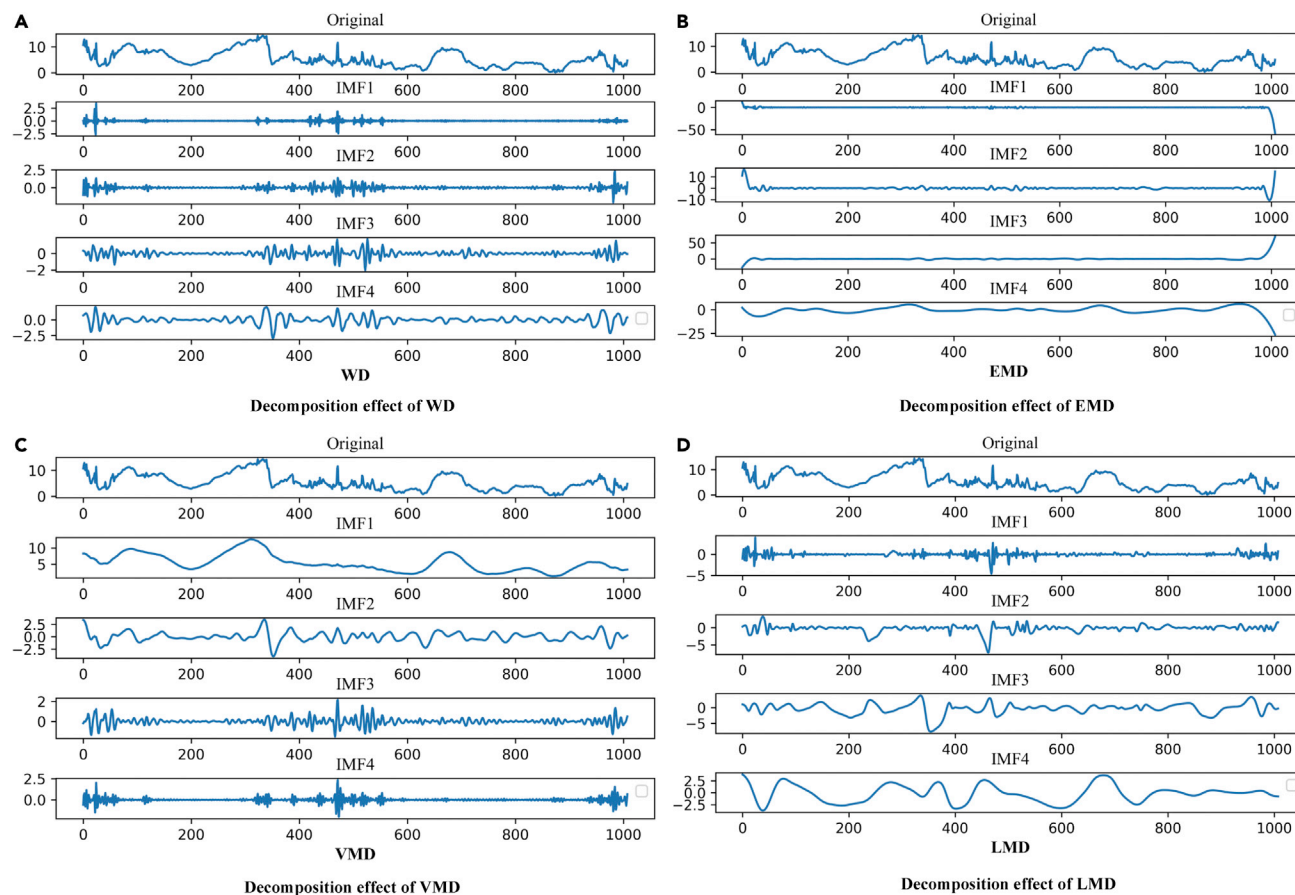 A
Original
10
0
0 200 400 600 800 1000
IMF1
2.5
0.0
−2.5
0 200 400 600 800 1000
IMF2
2.5
0.0
0 200 400 600 800 1000
IMF3
0
−2
0 200 400 600 800 1000
IMF4
0.0
−2.5
0 200 400 600 800 1000
WD
Decomposition effect of WD
B
Original
10
0
0 200 400 600 800 1000
IMF1
0
−50
0 200 400 600 800 1000
IMF2
10
0
−10
0 200 400 600 800 1000
IMF3
50
0
0 200 400 600 800 1000
IMF4
0
−25
0 200 400 600 800 1000
EMD
Decomposition effect of EMD
C
Original
10
0
0 200 400 600 800 1000
IMF1
10
5
0 200 400 600 800 1000
IMF2
2.5
0.0
−2.5
0 200 400 600 800 1000
IMF3
2
0
0 200 400 600 800 1000
IMF4
2.5
0.0
0 200 400 600 800 1000
VMD
Decomposition effect of VMD
D
Original
10
0
0 200 400 600 800 1000
IMF1
0
−5
0 200 400 600 800 1000
IMF2
0
−5
0 200 400 600 800 1000
IMF3
0
−5
0 200 400 600 800 1000
IMF4
2.5
0.0
−2.5
0 200 400 600 800 1000
LMD
Decomposition effect of LMD